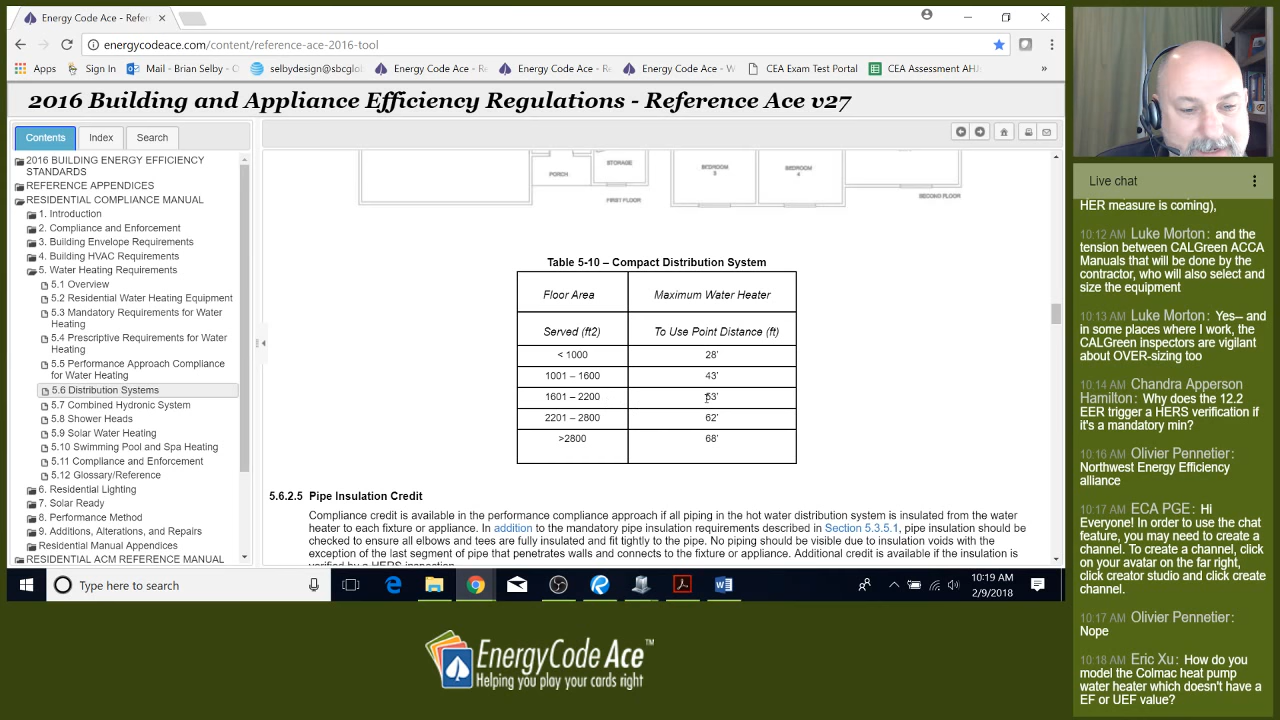 Energy Code Ace - Refer
energycodeace.com/content/reference-ace-2016-tool
Apps Sign In Mail - Brian Selby - O selbydesign@sbcglo Energy Code Ace - Re Energy Code Ace - Re Energy Code Ace - Re CEA Exam Test Portal CEA Assessment AHJ: »
2016 Building and Appliance Efficiency Regulations - Reference Ace v27
Contents Index Search
2016 BUILDING ENERGY EFFICIENCY
STANDARDS
REFERENCE APPENDICES
RESIDENTIAL COMPLIANCE MANUAL
1. Introduction
2. Compliance and Enforcement
3. Building Envelope Requirements
4. Building HVAC Requirements
5. Water Heating Requirements
5.1 Overview
5.2 Residential Water Heating Equipment
5.3 Mandatory Requirements for Water
Heating
5.4 Prescriptive Requirements for Water
Heating
5.5 Performance Approach Compliance
for Water Heating
5.6 Distribution Systems
5.7 Combined Hydronic System
5.8 Shower Heads
5.9 Solar Water Heating
5.10 Swimming Pool and Spa Heating
5.11 Compliance and Enforcement
5.12 Glossary/Reference
6. Residential Lighting
7. Solar Ready
8. Performance Method
9. Additions, Alterations, and Repairs
Residential Manual Appendices
RESIDENTIAL ACM REFERENCE MANUAL
STORAGE
PORCH
BEDROOM
3
BEDROOM
4
FIRST FLOOR
SECOND FLOOR
Table 5-10 – Compact Distribution System
Floor Area Maximum Water Heater
Served (ft2) To Use Point Distance (ft)
< 1000 28'
1001 – 1600 43'
1601 – 2200 53'
2201 – 2800 62'
>2800 68'
5.6.2.5 Pipe Insulation Credit
Compliance credit is available in the performance compliance approach if all piping in the hot water distribution system is insulated from the water
heater to each fixture or appliance. In addition to the mandatory pipe insulation requirements described in Section 5.3.5.1, pipe insulation should be
checked to ensure all elbows and tees are fully insulated and fit tightly to the pipe. No piping should be visible due to insulation voids with the
exception of the last segment of pipe that penetrates walls and connects to the fixture or appliance. Additional credit is available if the insulation is
verified by a HERS inspection.
Type here to search
10:19 AM
2/9/2018
EnergyCodeAce™
Helping you play your cards right
Live chat
HER measure is coming),
10:12 AM Luke Morton: and the
tension between CALGreen ACCA
Manuals that will be done by the
contractor, who will also select and
size the equipment
10:13 AM Luke Morton: Yes-- and
in some places where I work, the
CALGreen inspectors are vigilant
about OVER-sizing too
10:14 AM Chandra Apperson
Hamilton: Why does the 12.2
EER trigger a HERS verification if
it's a mandatory min?
10:16 AM Olivier Pennetier:
Northwest Energy Efficiency
alliance
10:17 AM ECA PGE: Hi
Everyone! In order to use the chat
feature, you may need to create a
channel. To create a channel, click
on your avatar on the far right,
click creator studio and click create
channel.
10:17 AM Olivier Pennetier:
Nope
10:18 AM Eric Xu: How do you
model the Colmac heat pump
water heater which doesn't have a
EF or UEF value?